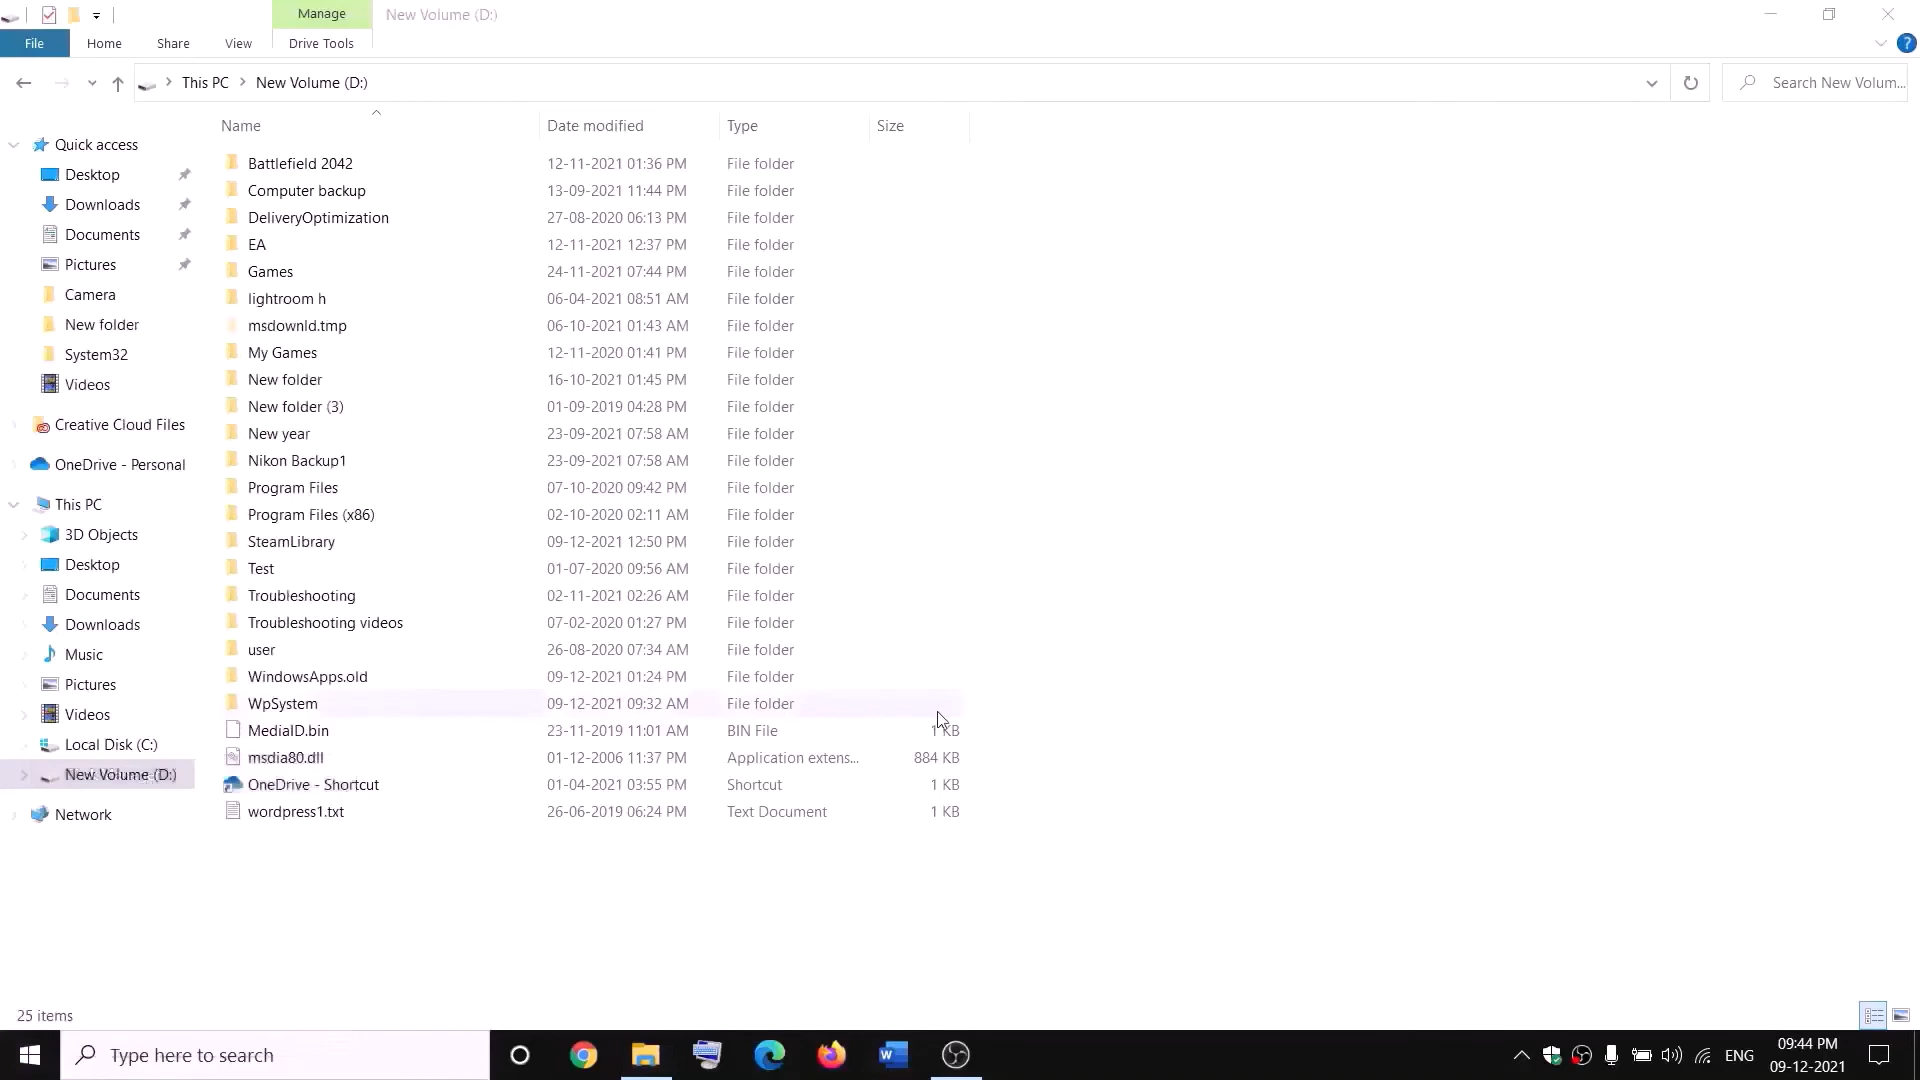 Manage
New Volume (D:)
File
Home
Share
View
Drive Tools
This PC
New Volume (D:)
Search New Volum...
Name
Date modified
Type
Size
Quick access
Desktop
Downloads
Documents
Pictures
Camera
New folder
System32
Videos
Creative Cloud Files
OneDrive - Personal
This PC
3D Objects
Desktop
Documents
Downloads
Music
Pictures
Videos
Local Disk (C:)
New Volume (D:)
Network
Battlefield 2042 12-11-2021 01:36 PM File folder
Computer backup 13-09-2021 11:44 PM File folder
DeliveryOptimization 27-08-2020 06:13 PM File folder
EA 12-11-2021 12:37 PM File folder
Games 24-11-2021 07:44 PM File folder
lightroom h 06-04-2021 08:51 AM File folder
msdownld.tmp 06-10-2021 01:43 AM File folder
My Games 12-11-2020 01:41 PM File folder
New folder 16-10-2021 01:45 PM File folder
New folder (3) 01-09-2019 04:28 PM File folder
New year 23-09-2021 07:58 AM File folder
Nikon Backup1 23-09-2021 07:58 AM File folder
Program Files 07-10-2020 09:42 PM File folder
Program Files (x86) 02-10-2020 02:11 AM File folder
SteamLibrary 09-12-2021 12:50 PM File folder
Test 01-07-2020 09:56 AM File folder
Troubleshooting 02-11-2021 02:26 AM File folder
Troubleshooting videos 07-02-2020 01:27 PM File folder
user 26-08-2020 07:34 AM File folder
WindowsApps.old 09-12-2021 01:24 PM File folder
WpSystem 09-12-2021 09:32 AM File folder
MediaID.bin 23-11-2019 11:01 AM BIN File 1 KB
msdia80.dll 01-12-2006 11:37 PM Application extens... 884 KB
OneDrive - Shortcut 01-04-2021 03:55 PM Shortcut 1 KB
wordpress1.txt 26-06-2019 06:24 PM Text Document 1 KB
25 items
Type here to search
ENG
09:44 PM
09-12-2021